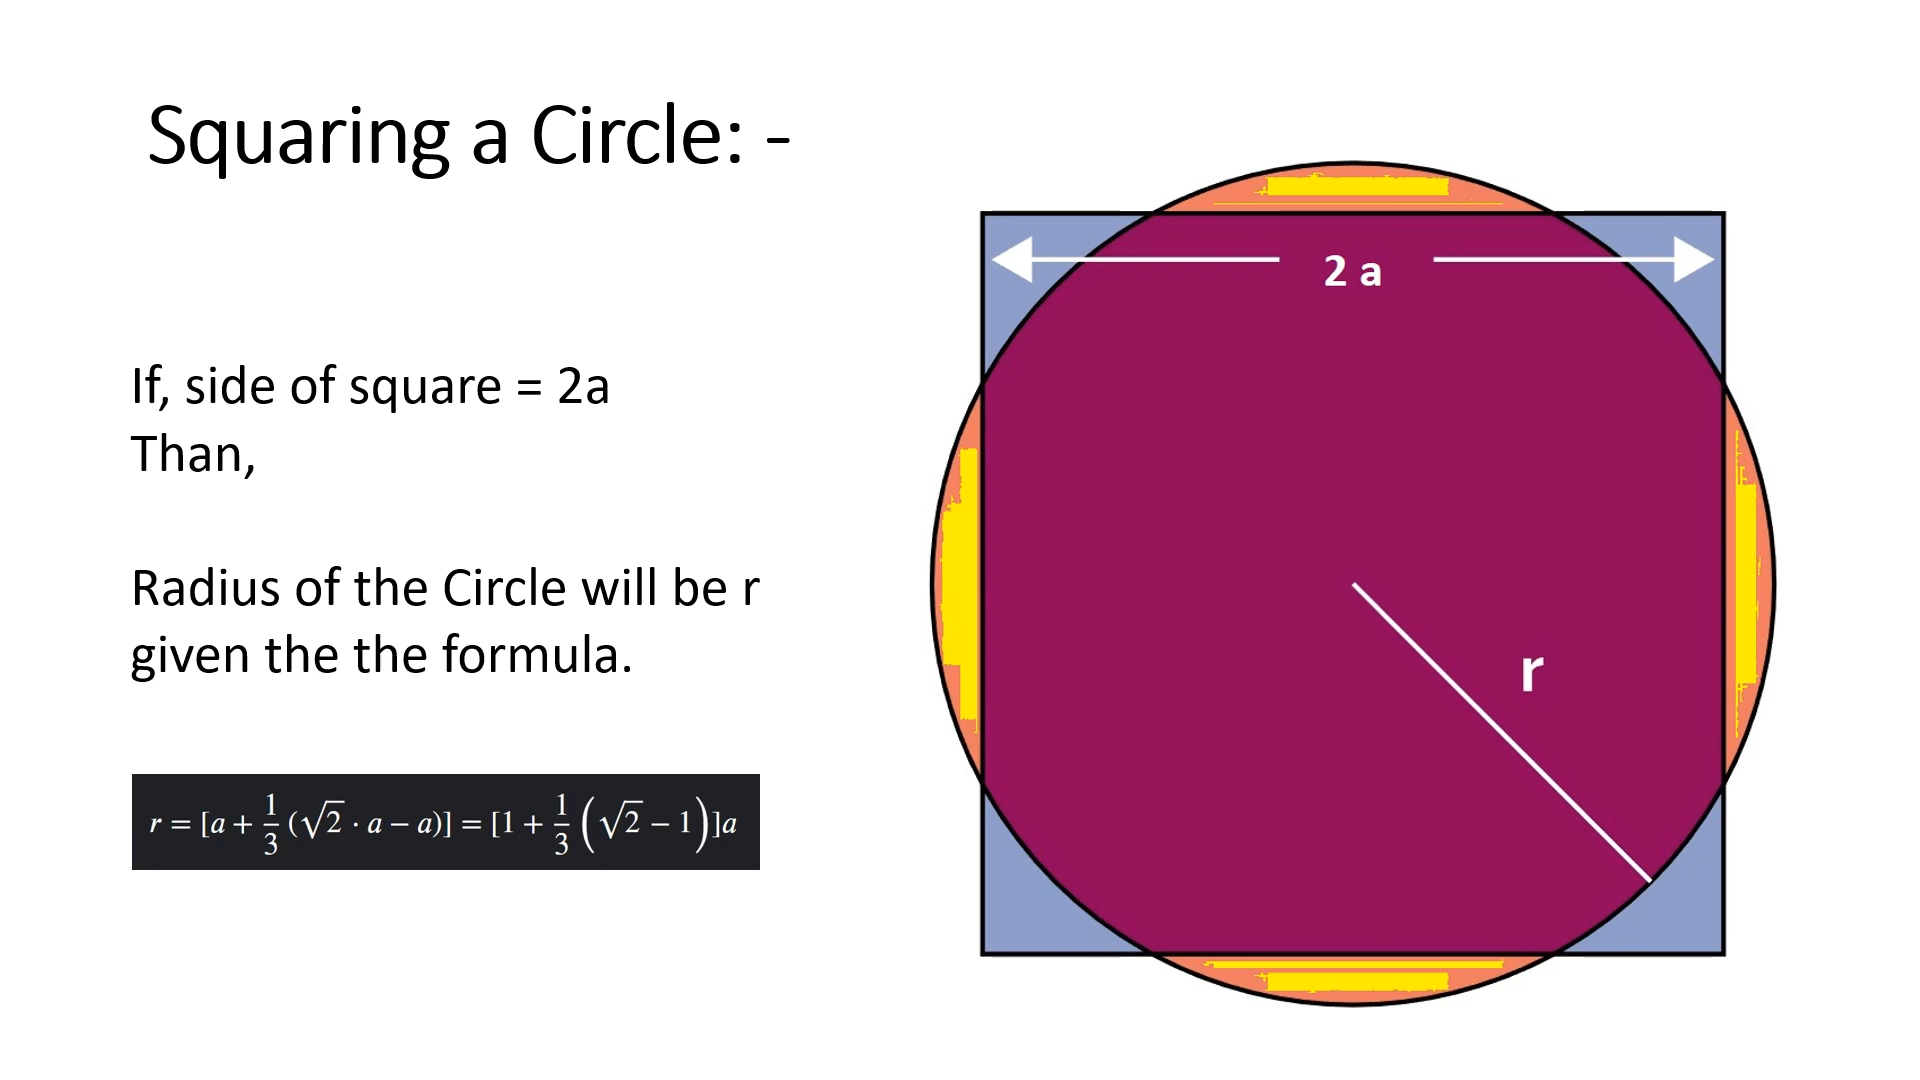 Squaring a Circle: -
2 a
If, side of square = 2a
Than,
Radius of the Circle will be r
given the the formula.
r
r = [a + 1/3 (√2 · a − a)] = [1 + 1/3 (√2 − 1)]a